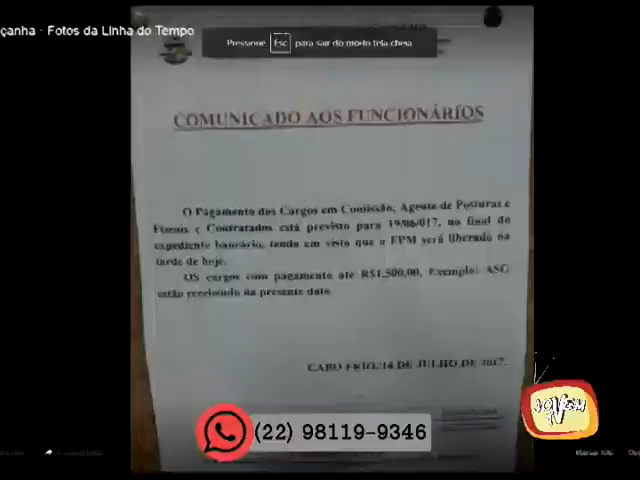 çanha · Fotos da Linha do Tempo
Pressione Esc para sair do modo tela cheia
COMUNICADO AOS FUNCIONÁRIOS
O Pagamento dos Cargos em Comissão, Agente de Posturas e
Fiscais e Contratados está previsto para 19/06/017, no final do
expediente bancário, tendo em visto que o FPM será liberado na
tarde de hoje.
OS cargos com pagamento até R$1.500,00, Exemplo: ASG
estão recebendo na presente data
CABO FRIO, 14 DE JULHO DE 2017.
(22) 98119-9346
JOVEM
TV